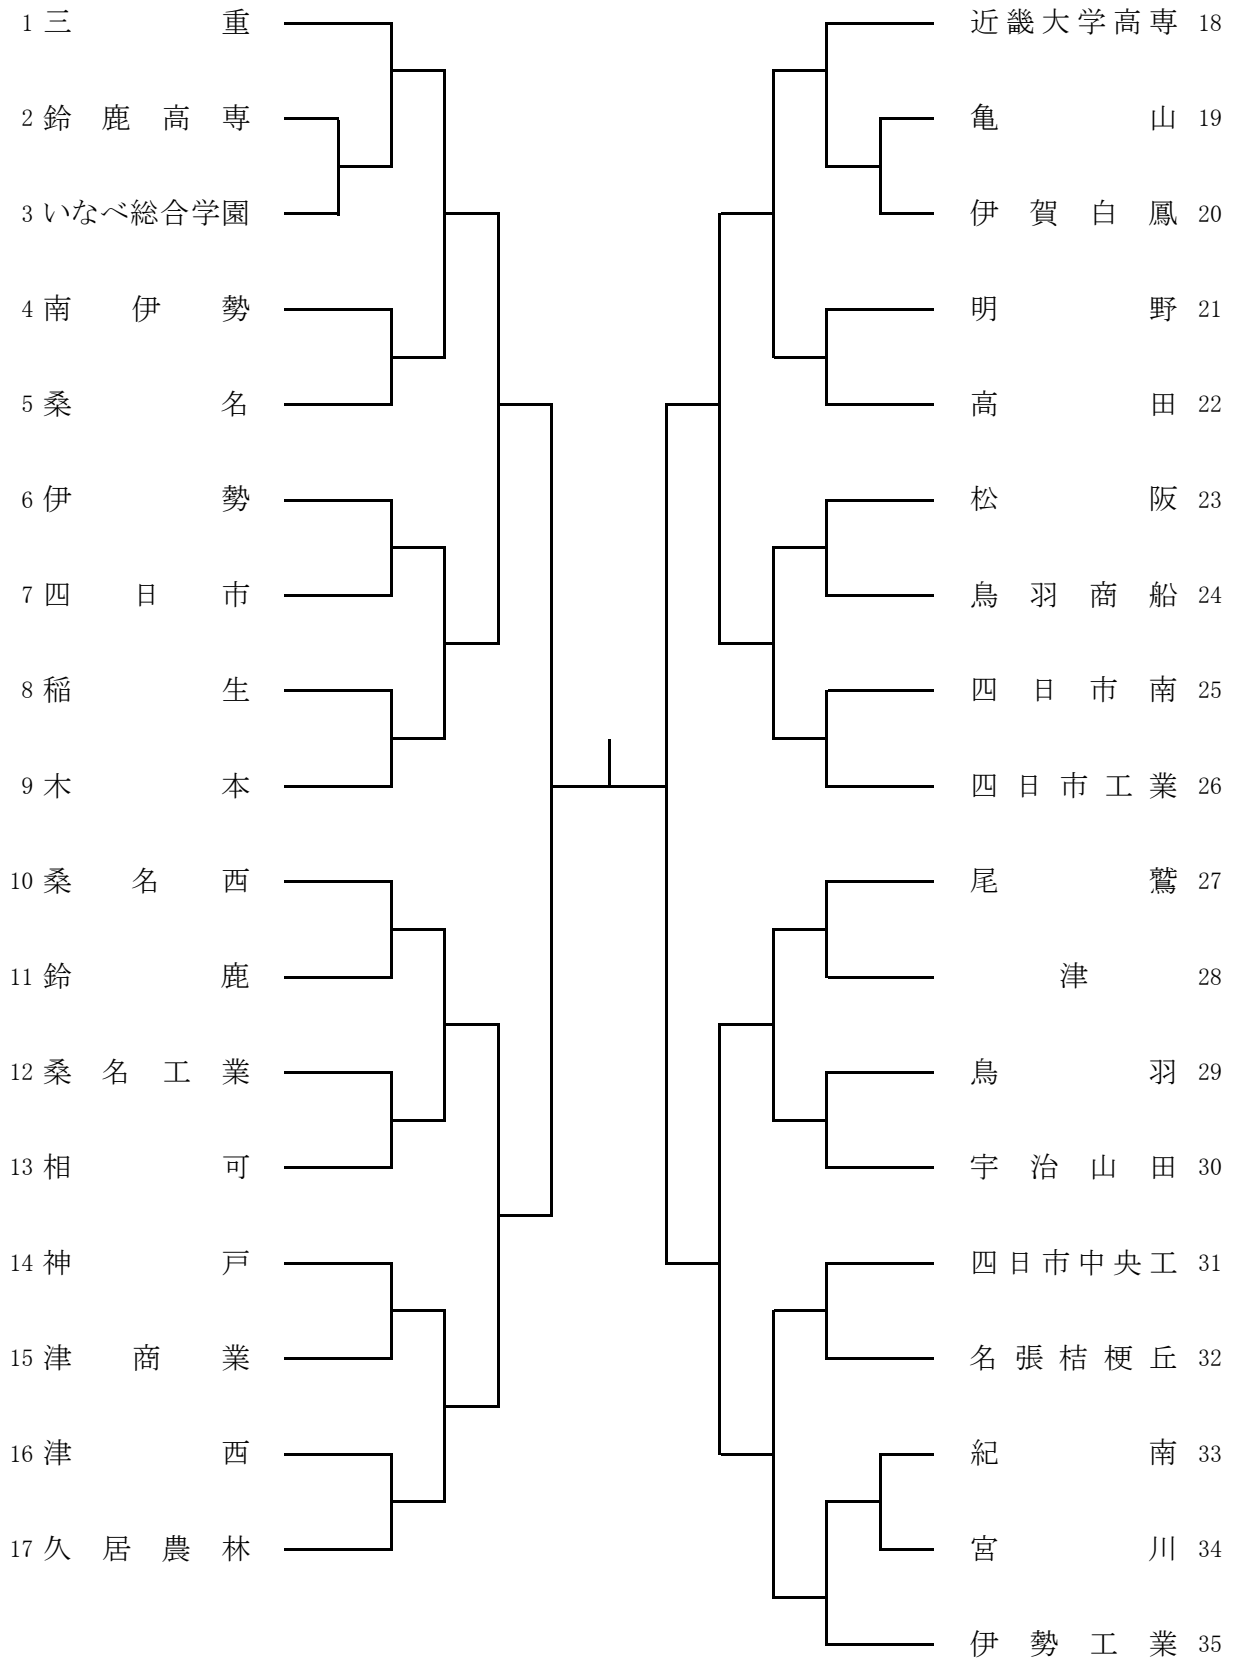 1 三重
2 鈴鹿高専
3 いなべ総合学園
4 南伊勢
5 桑名
6 伊勢
7 四日市
8 稲生
9 木本
10 桑名西
11 鈴鹿
12 桑名工業
13 相可
14 神戸
15 津商業
16 津西
17 久居農林
近畿大学高専 18
亀山 19
伊賀白鳳 20
明野 21
高田 22
松阪 23
鳥羽商船 24
四日市南 25
四日市工業 26
尾鷲 27
津 28
鳥羽 29
宇治山田 30
四日市中央工 31
名張桔梗丘 32
紀南 33
宮川 34
伊勢工業 35